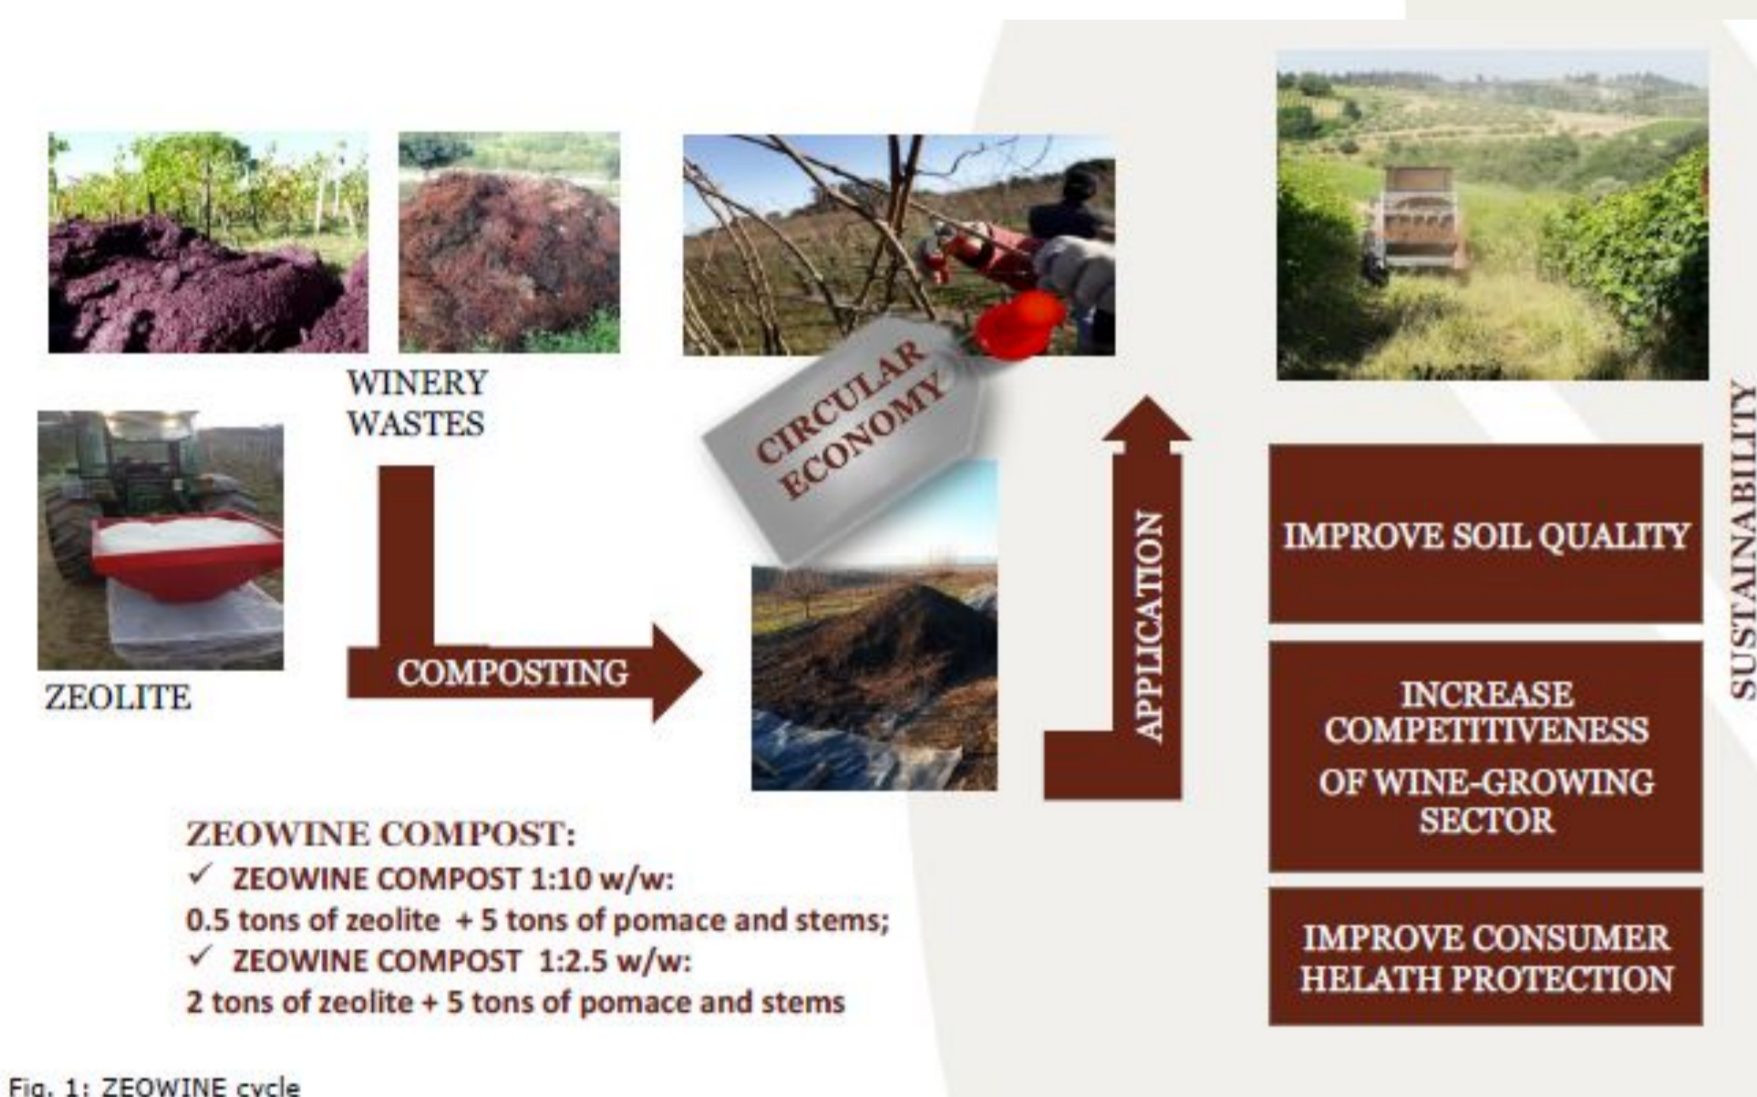 WINERY
WASTES
ZEOLITE
COMPOSTING
CIRCULAR
ECONOMY
APPLICATION
IMPROVE SOIL QUALITY
INCREASE
COMPETITIVENESS
OF WINE-GROWING
SECTOR
IMPROVE CONSUMER
HELATH PROTECTION
SUSTAINABILITY
ZEOWINE COMPOST:
✓ ZEOWINE COMPOST 1:10 w/w:
0.5 tons of zeolite + 5 tons of pomace and stems;
✓ ZEOWINE COMPOST 1:2.5 w/w:
2 tons of zeolite + 5 tons of pomace and stems
Fig. 1: ZEOWINE cycle